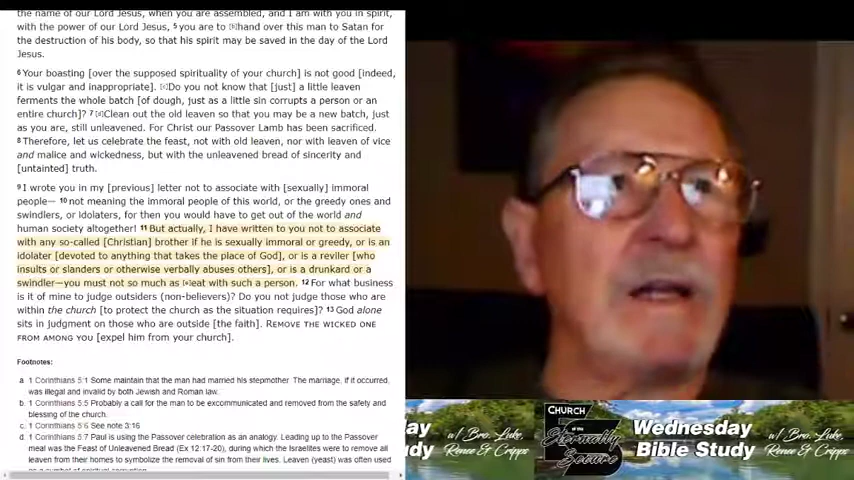 the name of our Lord Jesus, when you are assembled, and I am with you in spirit,
with the power of our Lord Jesus, 5 you are to [b]hand over this man to Satan for
the destruction of his body, so that his spirit may be saved in the day of the Lord
Jesus.
6 Your boasting [over the supposed spirituality of your church] is not good [indeed,
it is vulgar and inappropriate]. [c]Do you not know that [just] a little leaven
ferments the whole batch [of dough, just as a little sin corrupts a person or an
entire church]? 7 [d]Clean out the old leaven so that you may be a new batch, just
as you are, still unleavened. For Christ our Passover Lamb has been sacrificed.
8 Therefore, let us celebrate the feast, not with old leaven, nor with leaven of vice
and malice and wickedness, but with the unleavened bread of sincerity and
[untainted] truth.
9 I wrote you in my [previous] letter not to associate with [sexually] immoral
people— 10 not meaning the immoral people of this world, or the greedy ones and
swindlers, or idolaters, for then you would have to get out of the world and
human society altogether! 11 But actually, I have written to you not to associate
with any so-called [Christian] brother if he is sexually immoral or greedy, or is an
idolater [devoted to anything that takes the place of God], or is a reviler [who
insults or slanders or otherwise verbally abuses others], or is a drunkard or a
swindler—you must not so much as [e]eat with such a person. 12 For what business
is it of mine to judge outsiders (non-believers)? Do you not judge those who are
within the church [to protect the church as the situation requires]? 13 God alone
sits in judgment on those who are outside [the faith]. REMOVE THE WICKED ONE
FROM AMONG YOU [expel him from your church].
Footnotes:
a 1 Corinthians 5:1 Some maintain that the man had married his stepmother. The marriage, if it occurred,
was illegal and invalid by both Jewish and Roman law.
b. 1 Corinthians 5:5 Probably a call for the man to be excommunicated and removed from the safety and
blessing of the church.
c. 1 Corinthians 5:6 See note 3:16
d. 1 Corinthians 5:7 Paul is using the Passover celebration as an analogy. Leading up to the Passover
meal was the Feast of Unleavened Bread (Ex 12:17-20), during which the Israelites were to remove all
leaven from their homes to symbolize the removal of sin from their lives. Leaven (yeast) was often used
ay
udy
w/ Bro. Luke,
Renee & Cripps
CHURCH
of the
Eternally
Secure
Wednesday
Bible Study
w/ Bro. Luke,
Renee & Cripps